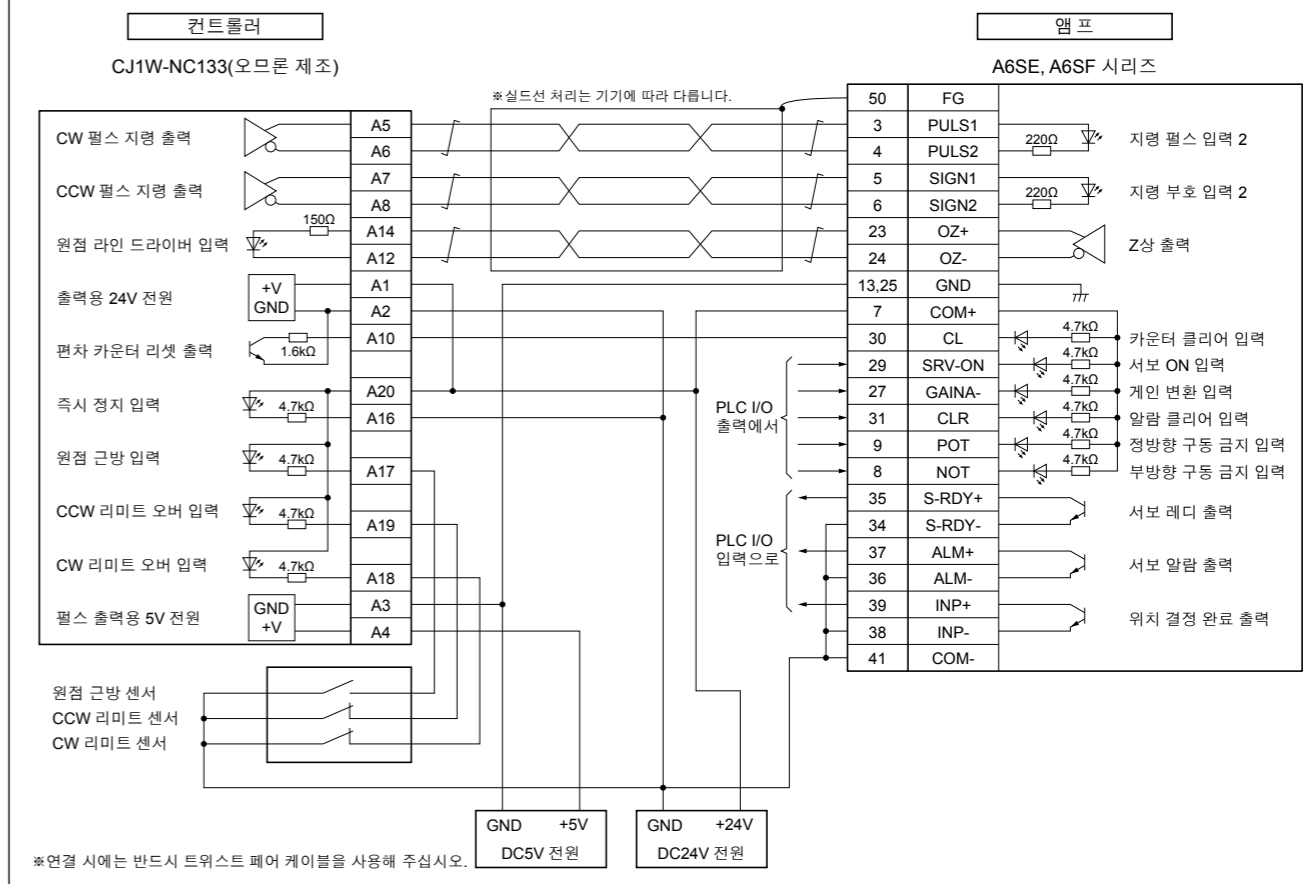 컨트롤러
앰 프
CJ1W-NC133(오므론 제조)
A6SE, A6SF 시리즈
※실드선 처리는 기기에 따라 다릅니다.
50 FG
CW 펄스 지령 출력
A5
3 PULS1
A6
4 PULS2
220Ω
지령 펄스 입력 2
CCW 펄스 지령 출력
A7
5 SIGN1
A8
6 SIGN2
220Ω
지령 부호 입력 2
원점 라인 드라이버 입력
150Ω
A14
23 OZ+
A12
24 OZ-
Z상 출력
출력용 24V 전원
+V
GND
A1
13,25 GND
A2
7 COM+
편차 카운터 리셋 출력
1.6kΩ
A10
30 CL
4.7kΩ
카운터 클리어 입력
29 SRV-ON
4.7kΩ
서보 ON 입력
즉시 정지 입력
4.7kΩ
A20
27 GAINA-
4.7kΩ
게인 변환 입력
A16
31 CLR
4.7kΩ
알람 클리어 입력
PLC I/O
출력에서
원점 근방 입력
4.7kΩ
9 POT
4.7kΩ
정방향 구동 금지 입력
A17
8 NOT
4.7kΩ
부방향 구동 금지 입력
CCW 리미트 오버 입력
4.7kΩ
35 S-RDY+
A19
34 S-RDY-
서보 레디 출력
PLC I/O
입력으로
CW 리미트 오버 입력
4.7kΩ
37 ALM+
A18
36 ALM-
서보 알람 출력
펄스 출력용 5V 전원
GND
+V
A3
39 INP+
A4
38 INP-
위치 결정 완료 출력
41 COM-
원점 근방 센서
CCW 리미트 센서
CW 리미트 센서
GND +5V
DC5V 전원
GND +24V
DC24V 전원
※연결 시에는 반드시 트위스트 페어 케이블을 사용해 주십시오.